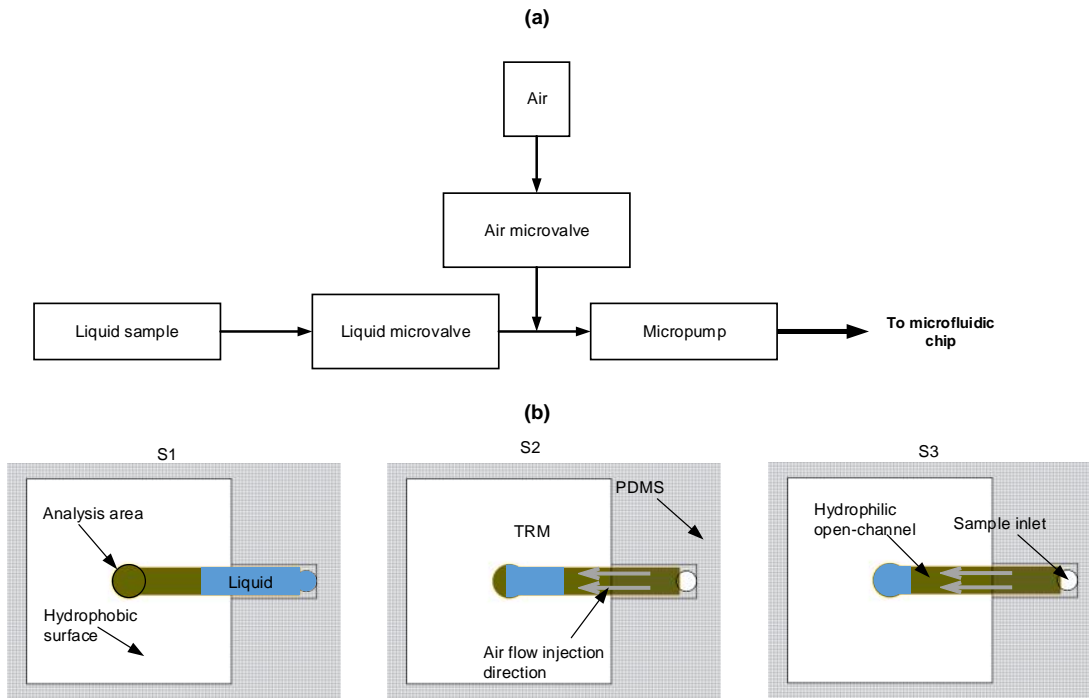 (a)
Air
Air microvalve
Liquid sample
Liquid microvalve
Micropump
To microfluidic
chip
(b)
S1
S2
S3
Analysis area
Liquid
Hydrophobic
surface
PDMS
TRM
Air flow injection
direction
Hydrophilic
open-channel
Sample inlet